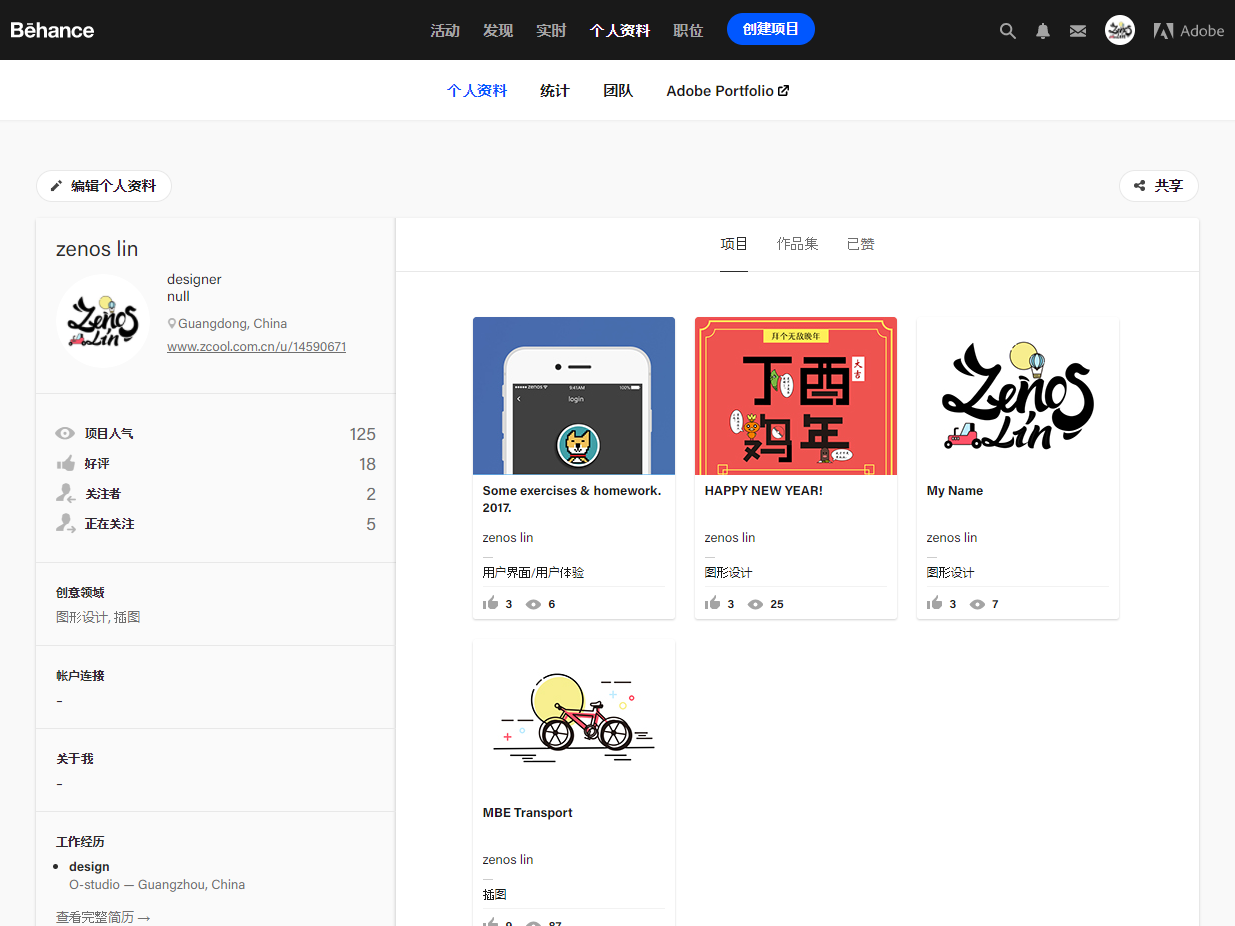 Bēhance
活动 发现 实时 个人资料 职位 创建项目
Adobe
个人资料 统计 团队 Adobe Portfolio
编辑个人资料
共享
zenos lin
Zenos
Lin
designer
null
Guangdong, China
www.zcool.com.cn/u/14590671
项目人气 125
好评 18
关注者 2
正在关注 5
创意领域
图形设计, 插图
帐户连接
-
关于我
-
工作经历
design
O-studio — Guangzhou, China
查看完整简历 →
项目 作品集 已赞
zenos 9:45AM 100%
login
Some exercises & homework.
2017.
zenos lin
用户界面/用户体验
3 6
拜个无敌晚年
丁酉
大吉
鸡年
HAPPY NEW YEAR!
zenos lin
图形设计
3 25
Zenos
Lin
My Name
zenos lin
图形设计
3 7
MBE Transport
zenos lin
插图
9 87